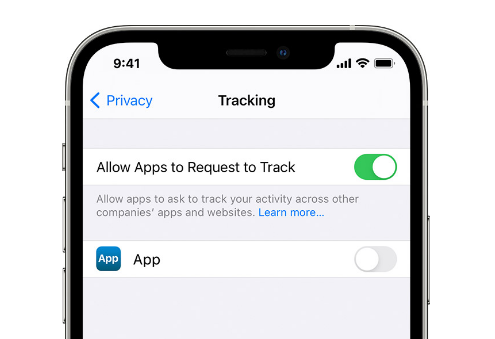 9:41
Privacy
Tracking
Allow Apps to Request to Track
Allow apps to ask to track your activity across other
companies' apps and websites. Learn more...
App App